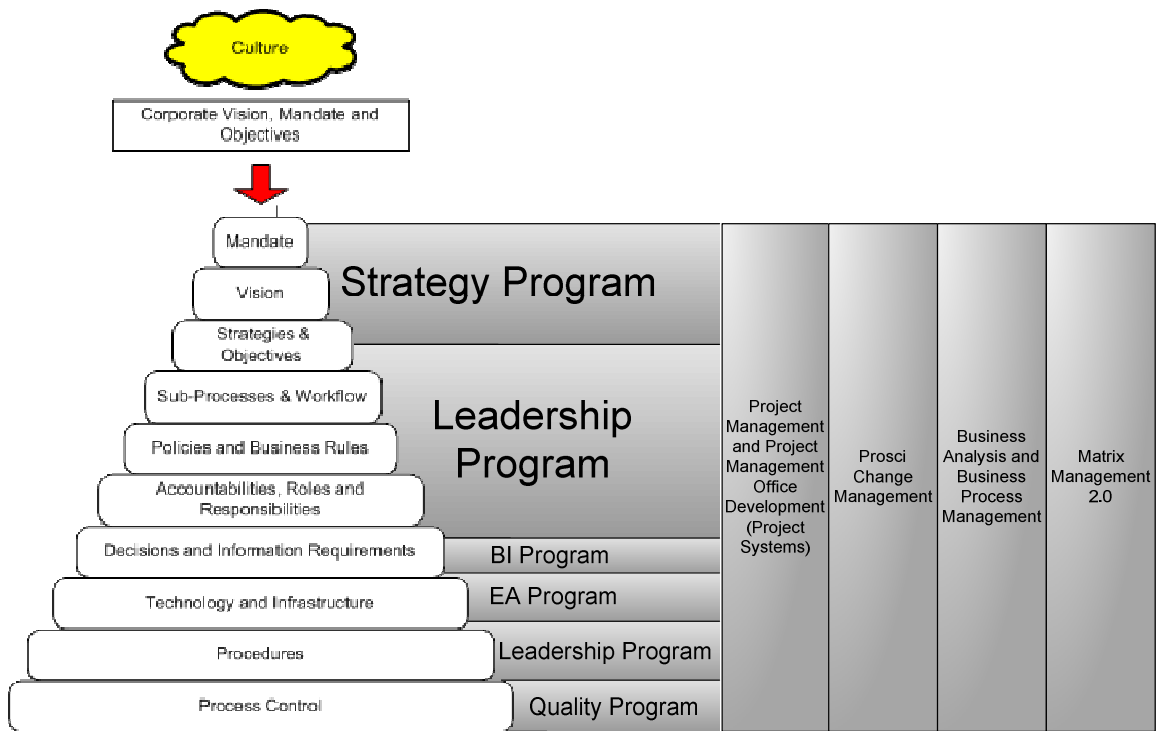 Culture
Corporate Vision, Mandate and
Objectives
Mandate
Vision
Strategies &
Objectives
Sub-Processes & Workflow
Policies and Business Rules
Accountabilities, Roles and
Responsibilities
Decisions and Information Requirements
Technology and Infrastructure
Procedures
Process Control
Strategy Program
Leadership
Program
BI Program
EA Program
Leadership Program
Quality Program
Project
Management
and Project
Management
Office
Development
(Project
Systems)
Prosci
Change
Management
Business
Analysis and
Business
Process
Management
Matrix
Management
2.0